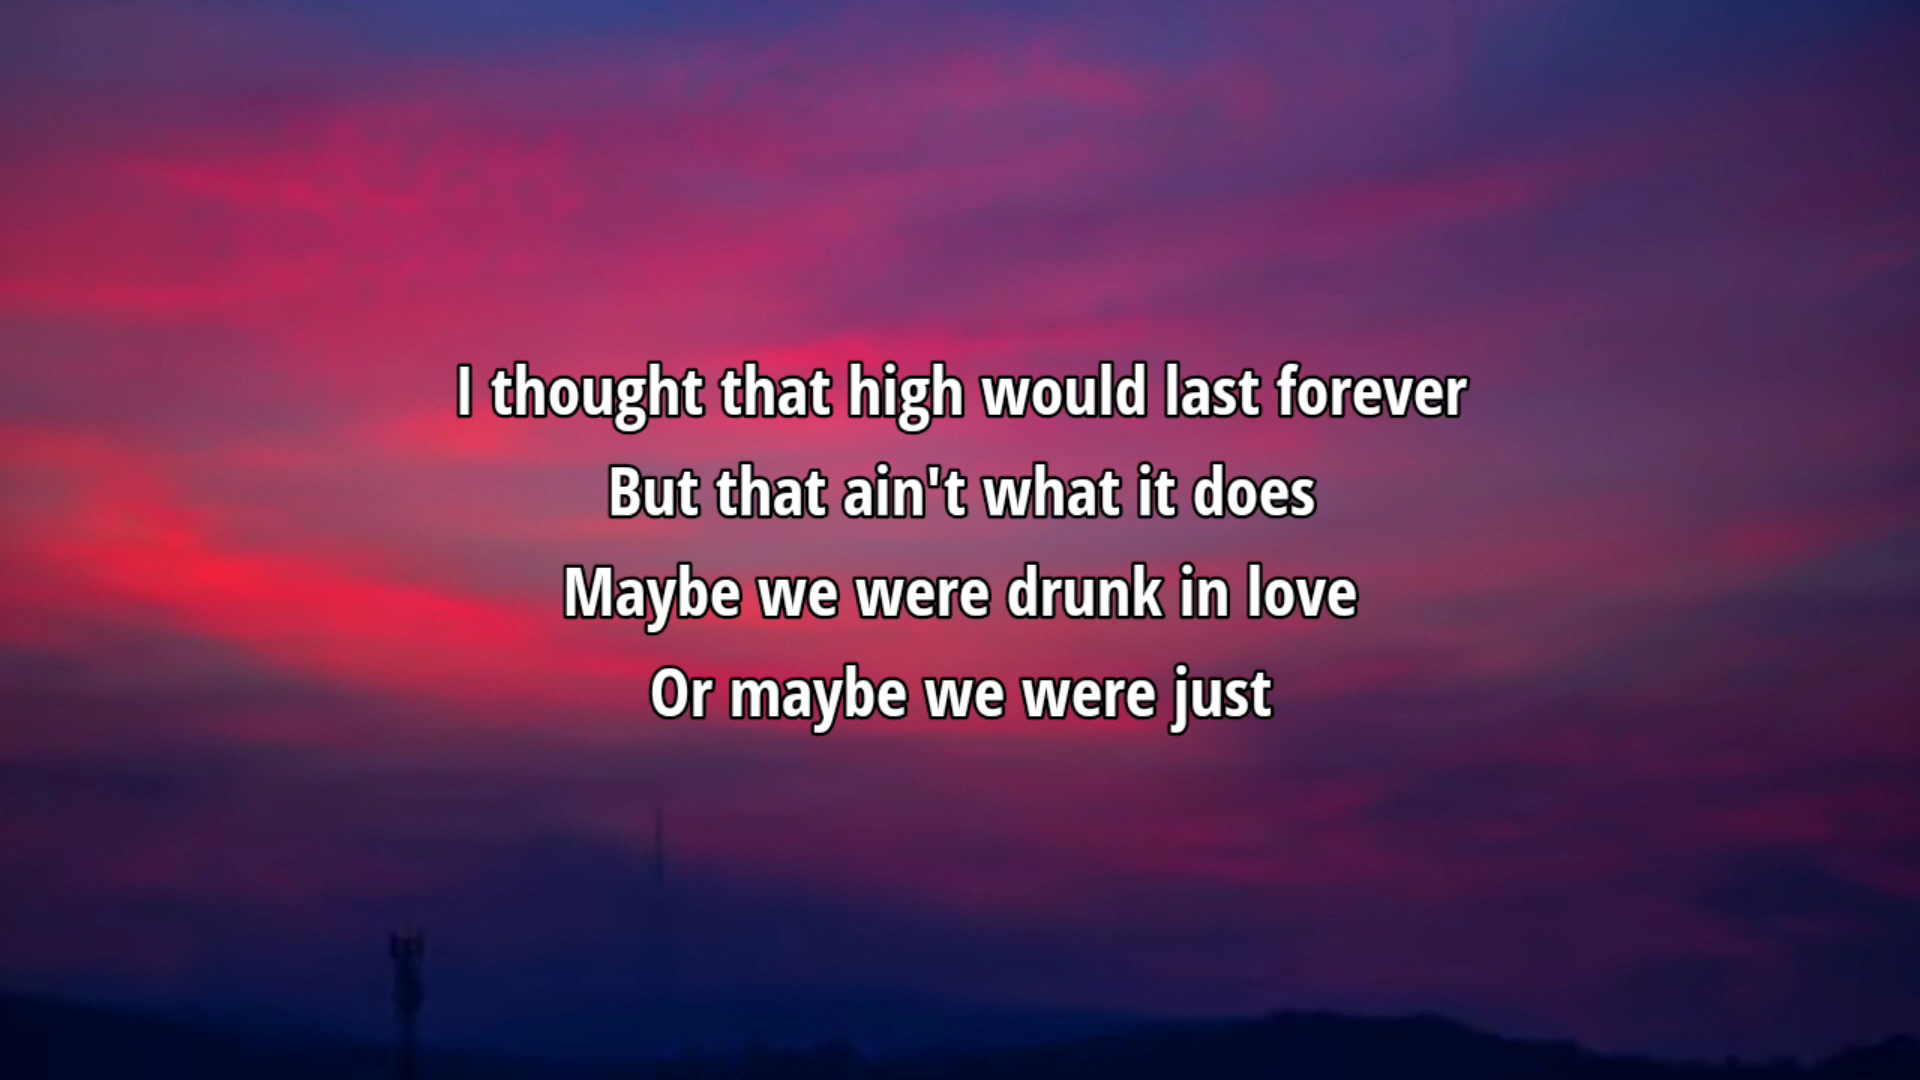 I thought that high would last forever
But that ain't what it does
Maybe we were drunk in love
Or maybe we were just